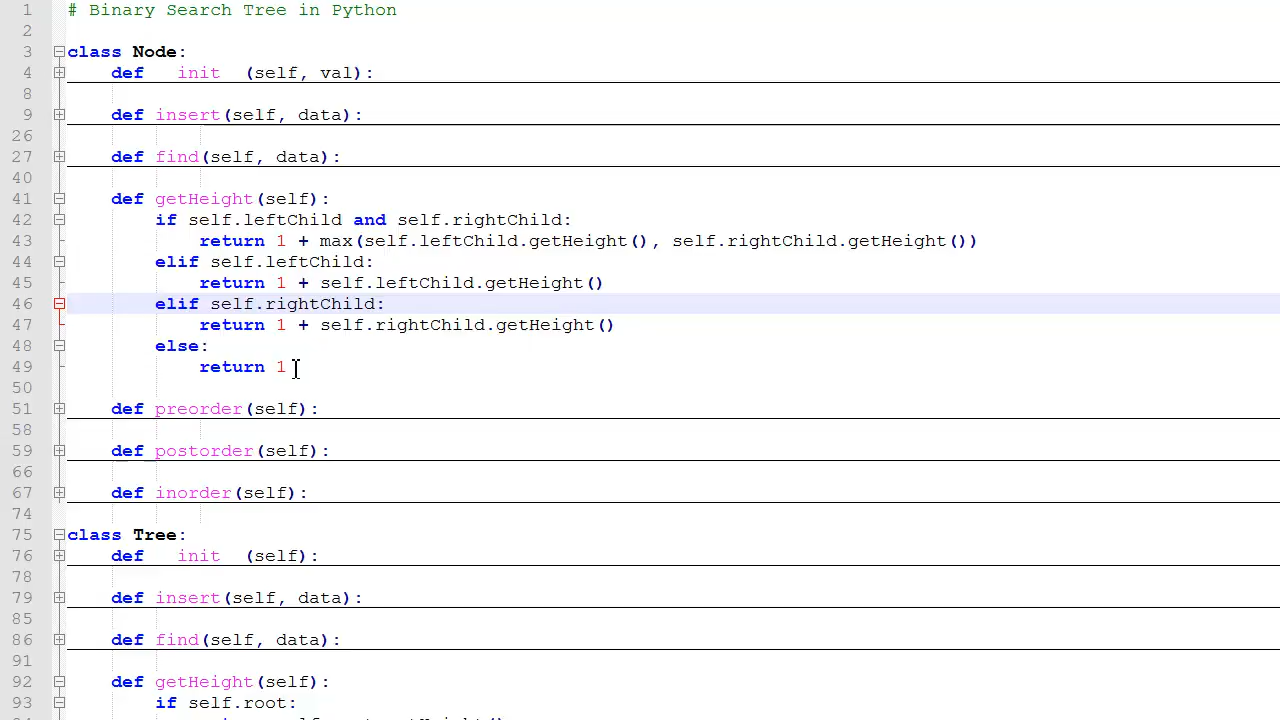 1 # Binary Search Tree in Python
2
3 class Node:
4 def init (self, val):
8
9 def insert(self, data):
26
27 def find(self, data):
40
41 def getHeight(self):
42 if self.leftChild and self.rightChild:
43 return 1 + max(self.leftChild.getHeight(), self.rightChild.getHeight())
44 elif self.leftChild:
45 return 1 + self.leftChild.getHeight()
46 elif self.rightChild:
47 return 1 + self.rightChild.getHeight()
48 else:
49 return 1
50
51 def preorder(self):
58
59 def postorder(self):
66
67 def inorder(self):
74
75 class Tree:
76 def init (self):
78
79 def insert(self, data):
85
86 def find(self, data):
91
92 def getHeight(self):
93 if self.root: